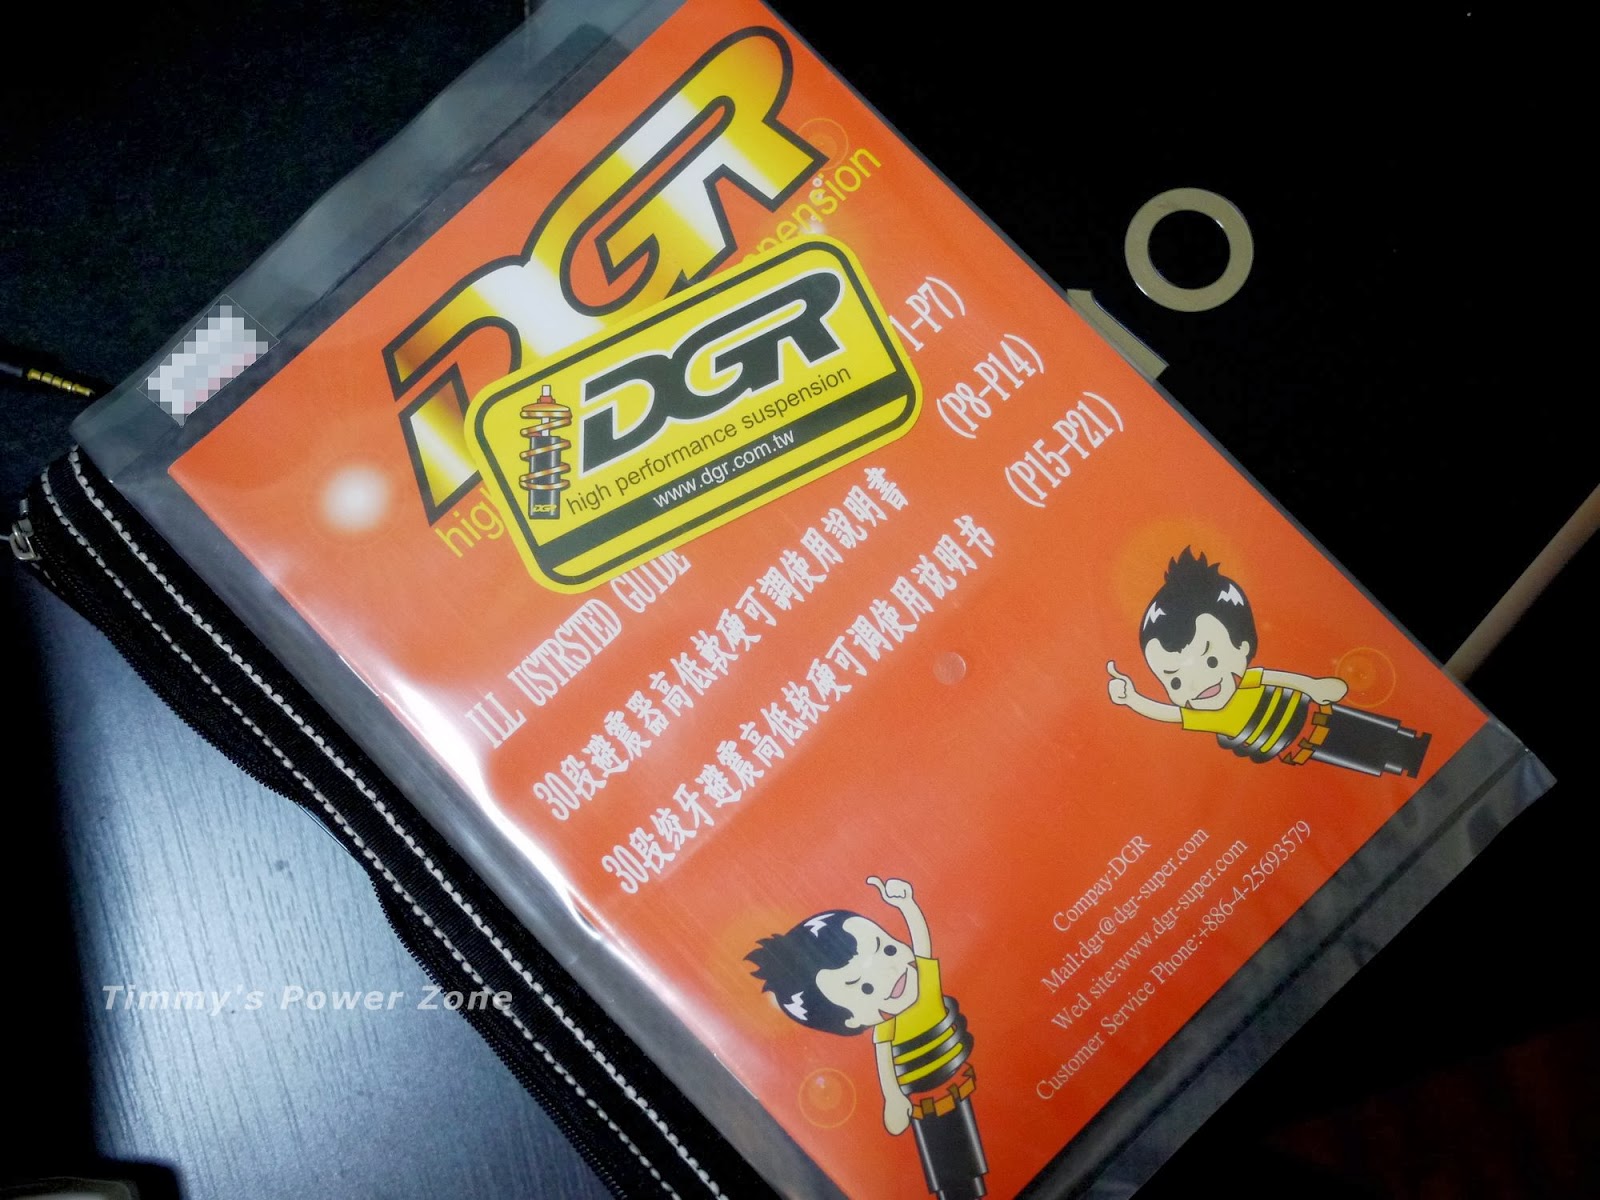 DGR
high pension
DGR
high performance suspension
www.dgr.com.tw
DGR
ILL USTRSTED GUIDE 1-P7)
30段避震器高低軟硬可調使用說明書 (P8-P14)
30段绞牙避震高低软硬可调使用说明书 (P15-P21)
Compay:DGR
Mail:dgr@dgr-super.com
Wed site:www.dgr-super.com
Customer Service Phone:+886-4-25693579
Timmy's Power Zone